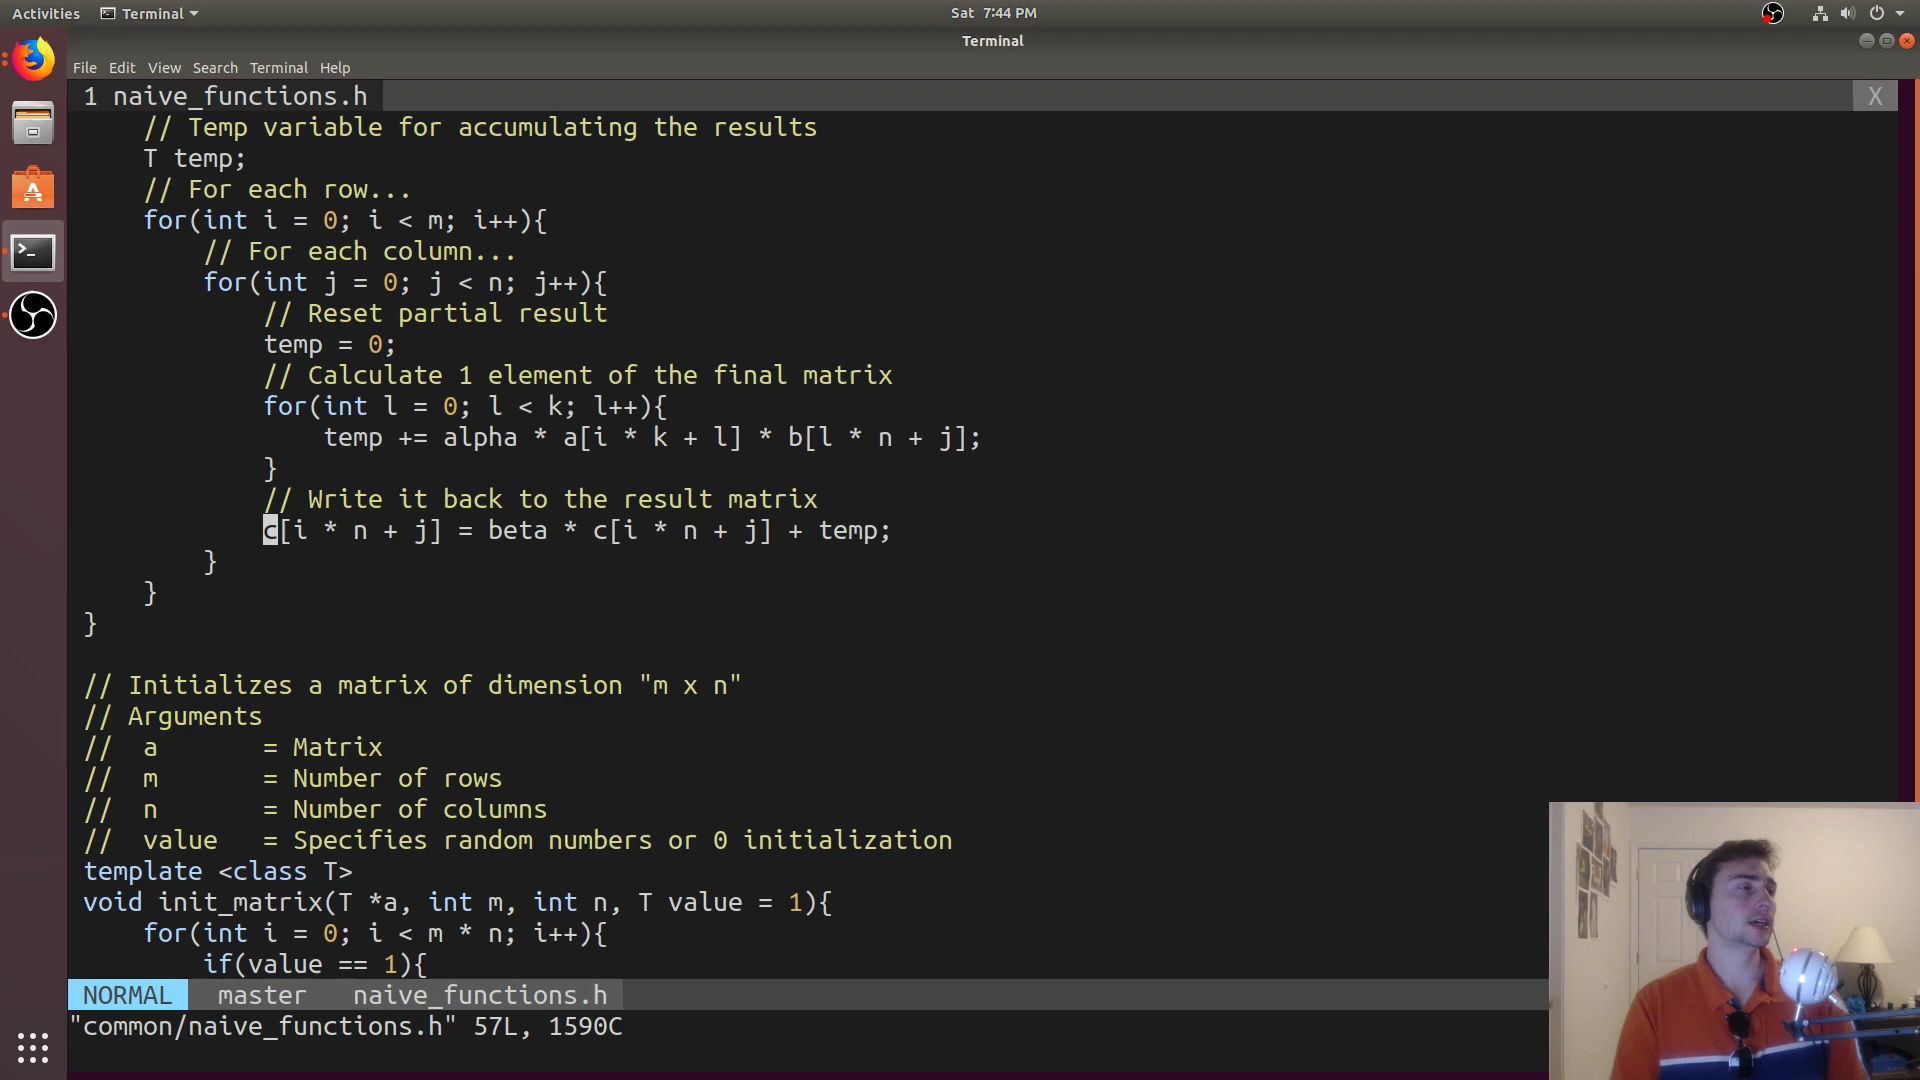 Activities
Terminal
Sat 7:44 PM
Terminal
File Edit View Search Terminal Help
1 naive_functions.h X
    // Temp variable for accumulating the results
    T temp;
    // For each row...
    for(int i = 0; i < m; i++){
        // For each column...
        for(int j = 0; j < n; j++){
            // Reset partial result
            temp = 0;
            // Calculate 1 element of the final matrix
            for(int l = 0; l < k; l++){
                temp += alpha * a[i * k + l] * b[l * n + j];
            }
            // Write it back to the result matrix
            c[i * n + j] = beta * c[i * n + j] + temp;
        }
    }
}
// Initializes a matrix of dimension "m x n"
// Arguments
//  a       = Matrix
//  m       = Number of rows
//  n       = Number of columns
//  value   = Specifies random numbers or 0 initialization
template <class T>
void init_matrix(T *a, int m, int n, T value = 1){
    for(int i = 0; i < m * n; i++){
        if(value == 1){
NORMAL master naive_functions.h
"common/naive_functions.h" 57L, 1590C